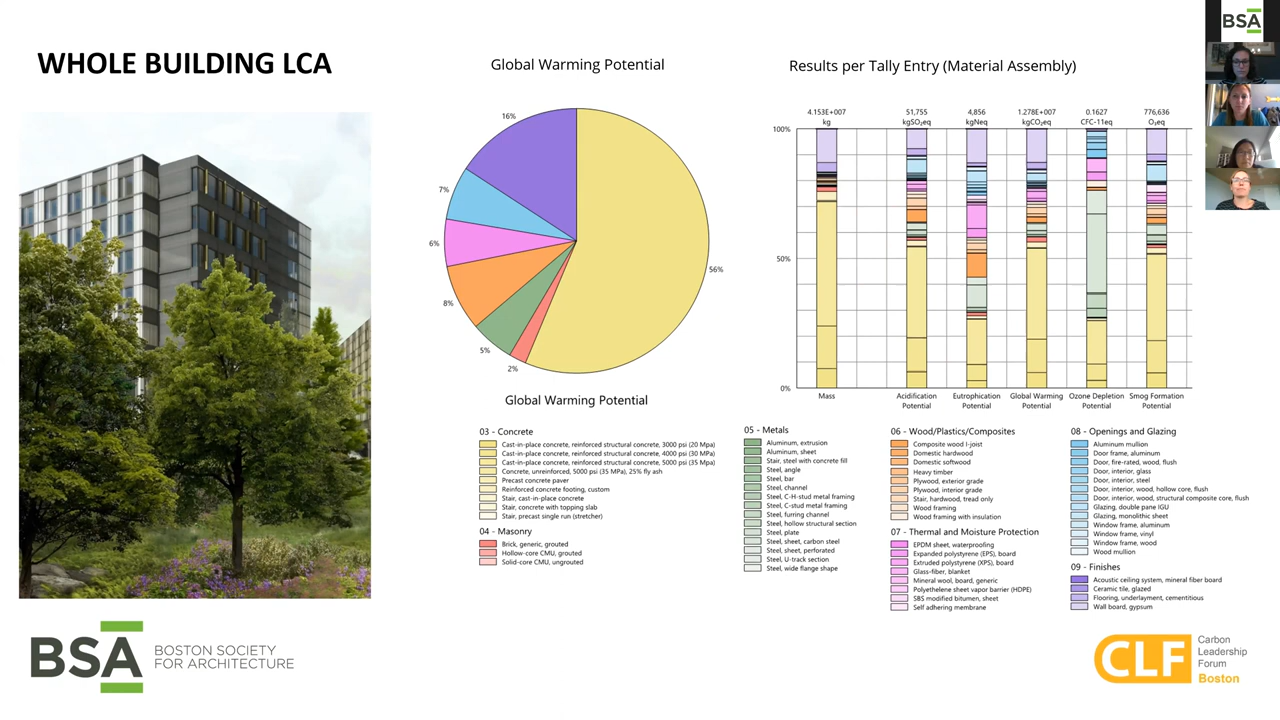 WHOLE BUILDING LCA
Global Warming Potential
16%
7%
6%
8%
5%
2%
56%
Global Warming Potential
Results per Tally Entry (Material Assembly)
4.153E+007 51,755 4,856 1.278E+007 0.1627 776,636
kg kgSO₂eq kgNeq kgCO₂eq CFC-11eq O₃eq
100%
50%
0%
Mass Acidification Eutrophication Global Warming Ozone Depletion Smog Formation
Potential Potential Potential Potential Potential
03 - Concrete
Cast-in-place concrete, reinforced structural concrete, 3000 psi (20 Mpa)
Cast-in-place concrete, reinforced structural concrete, 4000 psi (30 MPa)
Cast-in-place concrete, reinforced structural concrete, 5000 psi (35 Mpa)
Concrete, unreinforced, 5000 psi (35 MPa), 25% fly ash
Precast concrete paver
Reinforced concrete footing, custom
Stair, cast-in-place concrete
Stair, concrete with topping slab
Stair, precast single run (stretcher)
04 - Masonry
Brick, generic, grouted
Hollow-core CMU, grouted
Solid-core CMU, ungrouted
05 - Metals
Aluminum, extrusion
Aluminum, sheet
Stair, steel with concrete fill
Steel, angle
Steel, bar
Steel, channel
Steel, C-H-stud metal framing
Steel, C-stud metal framing
Steel, furring channel
Steel, hollow structural section
Steel, plate
Steel, sheet, carbon steel
Steel, sheet, perforated
Steel, U-track section
Steel, wide flange shape
06 - Wood/Plastics/Composites
Composite wood I-joist
Domestic hardwood
Domestic softwood
Heavy timber
Plywood, exterior grade
Plywood, interior grade
Stair, hardwood, tread only
Wood framing
Wood framing with insulation
07 - Thermal and Moisture Protection
EPDM sheet, waterproofing
Expanded polystyrene (EPS), board
Extruded polystyrene (XPS), board
Glass-fiber, blanket
Mineral wool, board, generic
Polyethelene sheet vapor barrier (HDPE)
SBS modified bitumen, sheet
Self adhering membrane
08 - Openings and Glazing
Aluminum mullion
Door frame, aluminum
Door, fire-rated, wood, flush
Door, interior, glass
Door, interior, steel
Door, interior, wood, hollow core, flush
Door, interior, wood, structural composite core, flush
Glazing, double pane IGU
Glazing, monolithic sheet
Window frame, aluminum
Window frame, vinyl
Window frame, wood
Wood mullion
09 - Finishes
Acoustic ceiling system, mineral fiber board
Ceramic tile, glazed
Flooring, underlayment, cementitious
Wall board, gypsum
BSA
BSA
BOSTON SOCIETY
FOR ARCHITECTURE
CLF
Carbon
Leadership
Forum
Boston